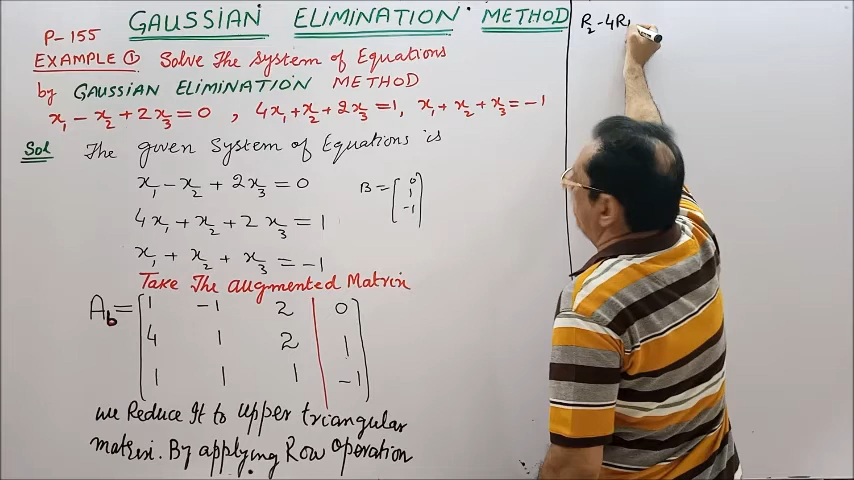 GAUSSIAN ELIMINATION METHOD
P-155
EXAMPLE ① Solve The System of Equations
by GAUSSIAN ELIMINATION METHOD
x₁ - x₂ + 2x₃ = 0 , 4x₁ + x₂ + 2x₃ = 1, x₁ + x₂ + x₃ = -1
Sol The given System of Equations is
x₁ - x₂ + 2x₃ = 0
B = [0 1 -1]
4x₁ + x₂ + 2x₃ = 1
x₁ + x₂ + x₃ = -1
Take The augmented Matrix
A_b = [1 -1 2 | 0
4 1 2 | 1
1 1 1 | -1]
we Reduce It to upper triangular
matrix. By applying Row operation
R₂ - 4R₁